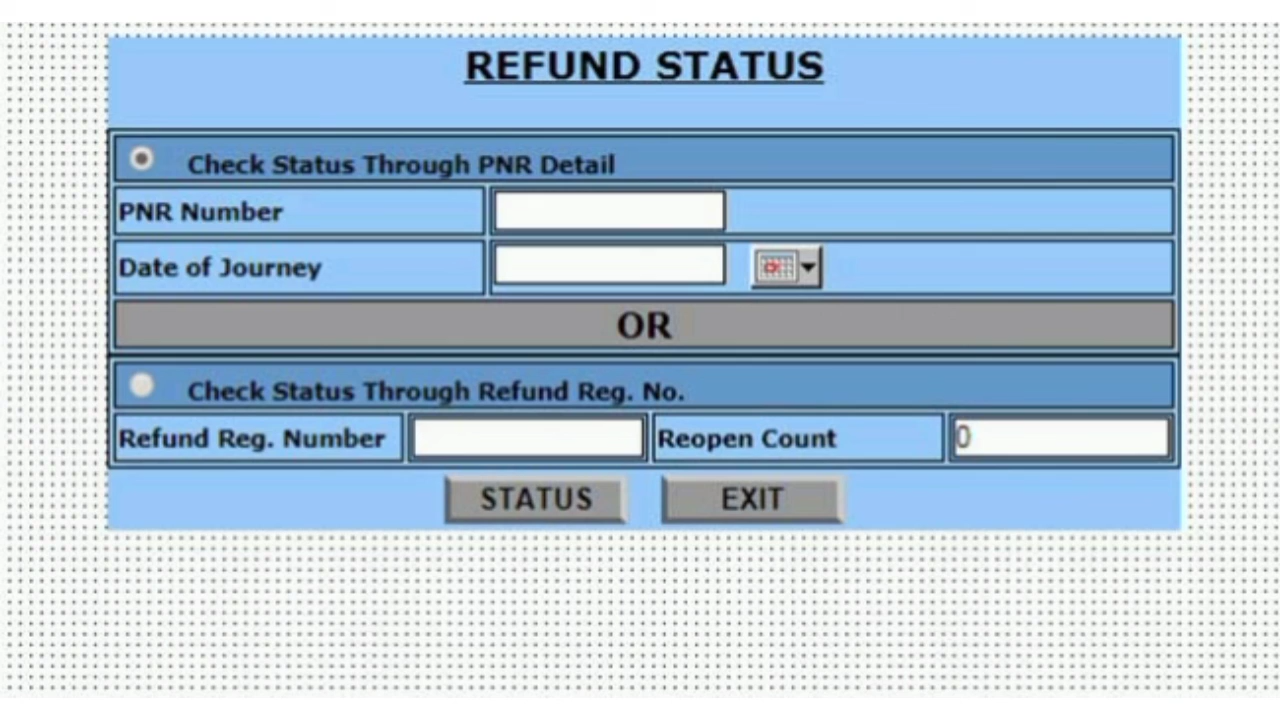 REFUND STATUS
Check Status Through PNR Detail
PNR Number
Date of Journey
OR
Check Status Through Refund Reg. No.
Refund Reg. Number Reopen Count 0
STATUS EXIT